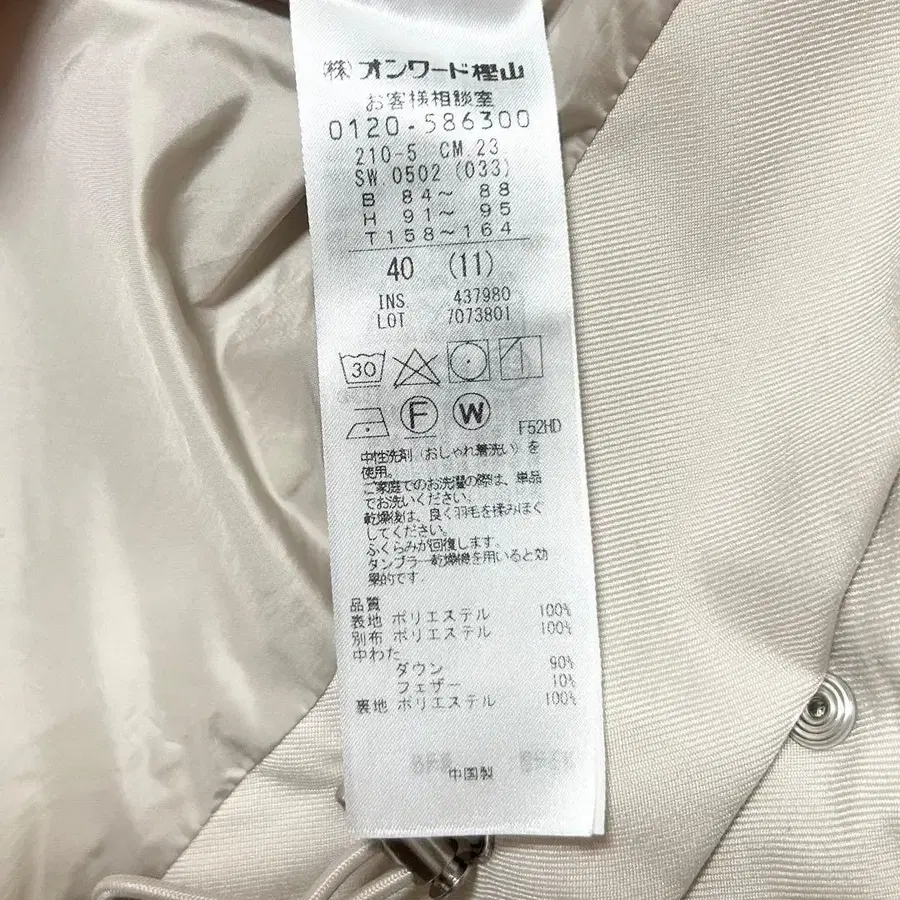 (株)オンワード樫山
お客様相談室
0120-586300
210-5 CM.23
SW.0502 (033)
B 84～ 88
H 91～ 95
T158～164
40 (11)
INS. 437980
LOT 7073801
30
F W F52HD
中性洗剤（おしゃれ着洗い）を
使用。
ご家庭でのお洗濯の際は、単品
でお洗いください。
乾燥後は、良く羽毛を揉みほぐ
してください。
ふくらみが回復します。
タンブラー乾燥機を用いると効
果的です。
品質
表地 ポリエステル 100%
別布 ポリエステル 100%
中わた
ダウン 90%
フェザー 10%
裏地 ポリエステル 100%
中国製